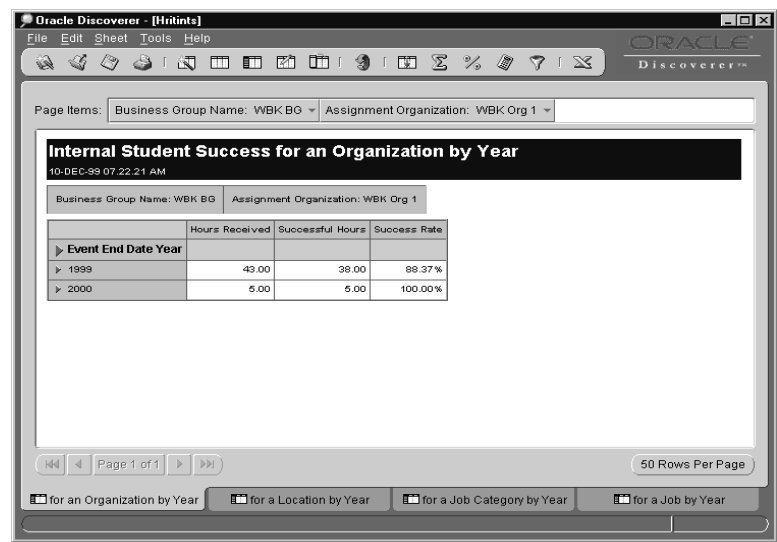 Oracle Discoverer - [Hritints]
File Edit Sheet Tools Help
ORACLE
Discoverer™
Page Items: Business Group Name: WBK BG Assignment Organization: WBK Org 1
Internal Student Success for an Organization by Year
10-DEC-99 07.22.21 AM
Business Group Name: WBK BG Assignment Organization: WBK Org 1
Hours Received Successful Hours Success Rate
Event End Date Year
1999 43.00 38.00 88.37%
2000 5.00 5.00 100.00%
Page 1 of 1
50 Rows Per Page
for an Organization by Year for a Location by Year for a Job Category by Year for a Job by Year